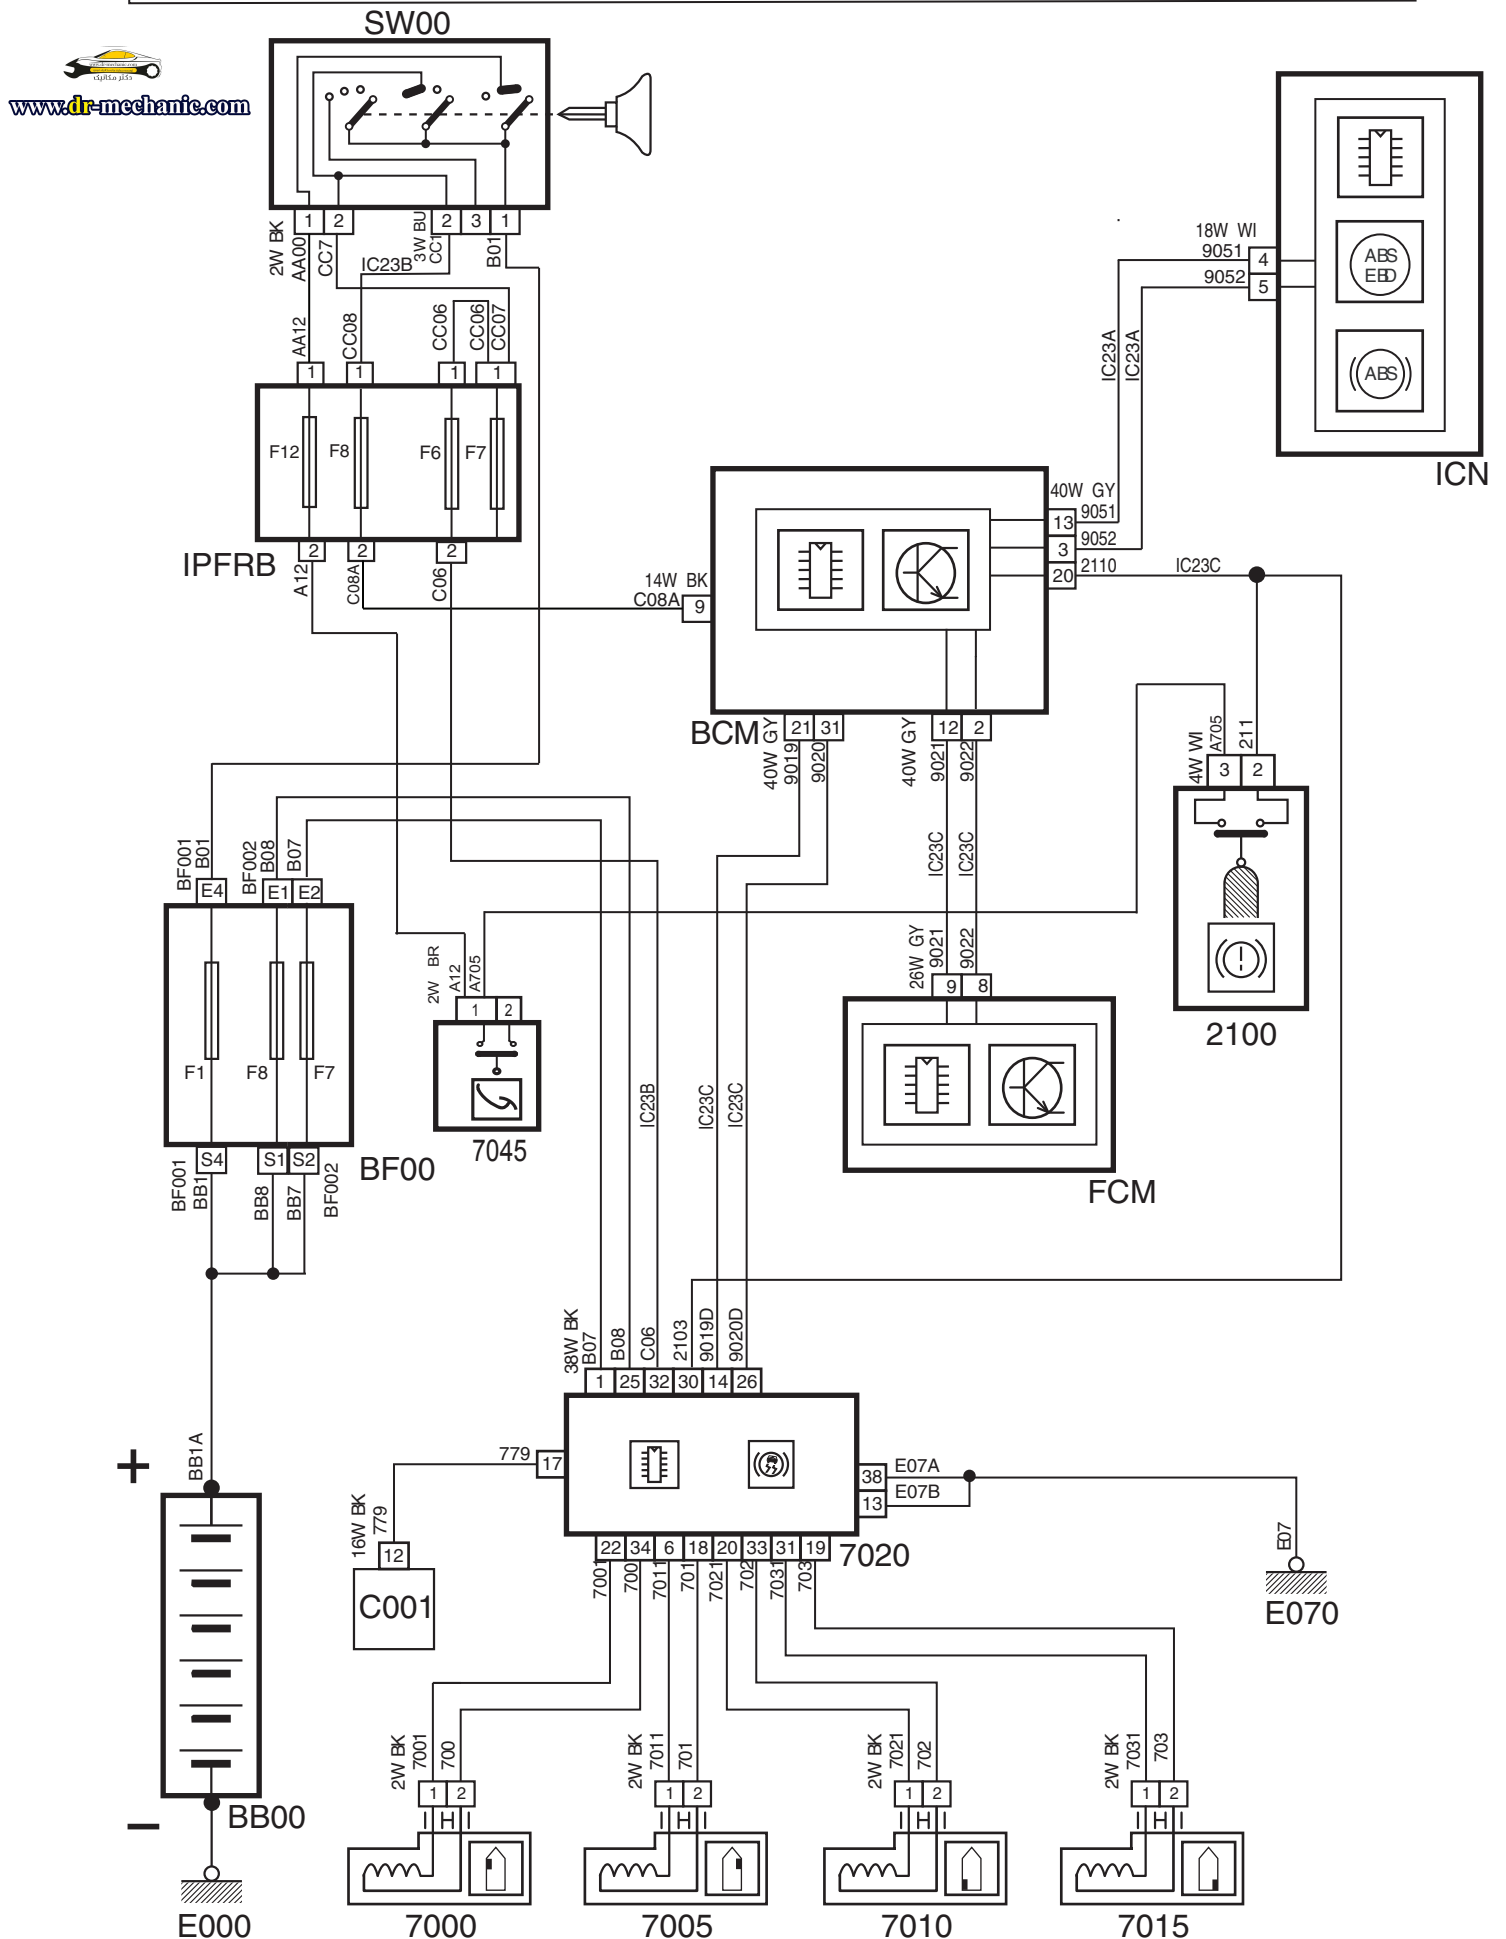 SW00
دکتر مکانیک
www.dr-mechanic.com
1 2 2 3 1
2W BK
AA00
CC7
IC23B
3W BU
CC1
B01
AA12
CC08
CC06
CC06
CC07
1 1 1 1
F12 F8 F6 F7
2 2 2
IPFRB
A12
C08A
C06
18W WI
9051 4
9052 5
ABS
EBD
ABS
ICN
IC23A
IC23A
40W GY
13 9051
3 9052
20 2110
IC23C
14W BK
C08A 9
BCM
21 31 12 2
40W GY
9019
9020
40W GY
9021
9022
IC23C
IC23C
4W WI
A705
211
3 2
2100
BF001
B01
BF002
B08
B07
E4 E1 E2
F1 F8 F7
S4 S1 S2
BF00
BF001
BB1
BB8
BB7
BF002
2W BR
A12
A705
1 2
7045
IC23B
IC23C
IC23C
26W GY
9021
9022
9 8
FCM
38W BK
B07
B08
C06
2103
9019D
9020D
1 25 32 30 14 26
779 17
16W BK
779
12
C001
38 E07A
13 E07B
E07
E070
22 34 6 18 20 33 31 19
7020
7001
700
7011
701
7021
702
7031
703
+
BB1A
–
BB00
E000
2W BK
7001
700
1 2
H
7000
2W BK
7011
701
1 2
H
7005
2W BK
7021
702
1 2
H
7010
2W BK
7031
703
1 2
H
7015